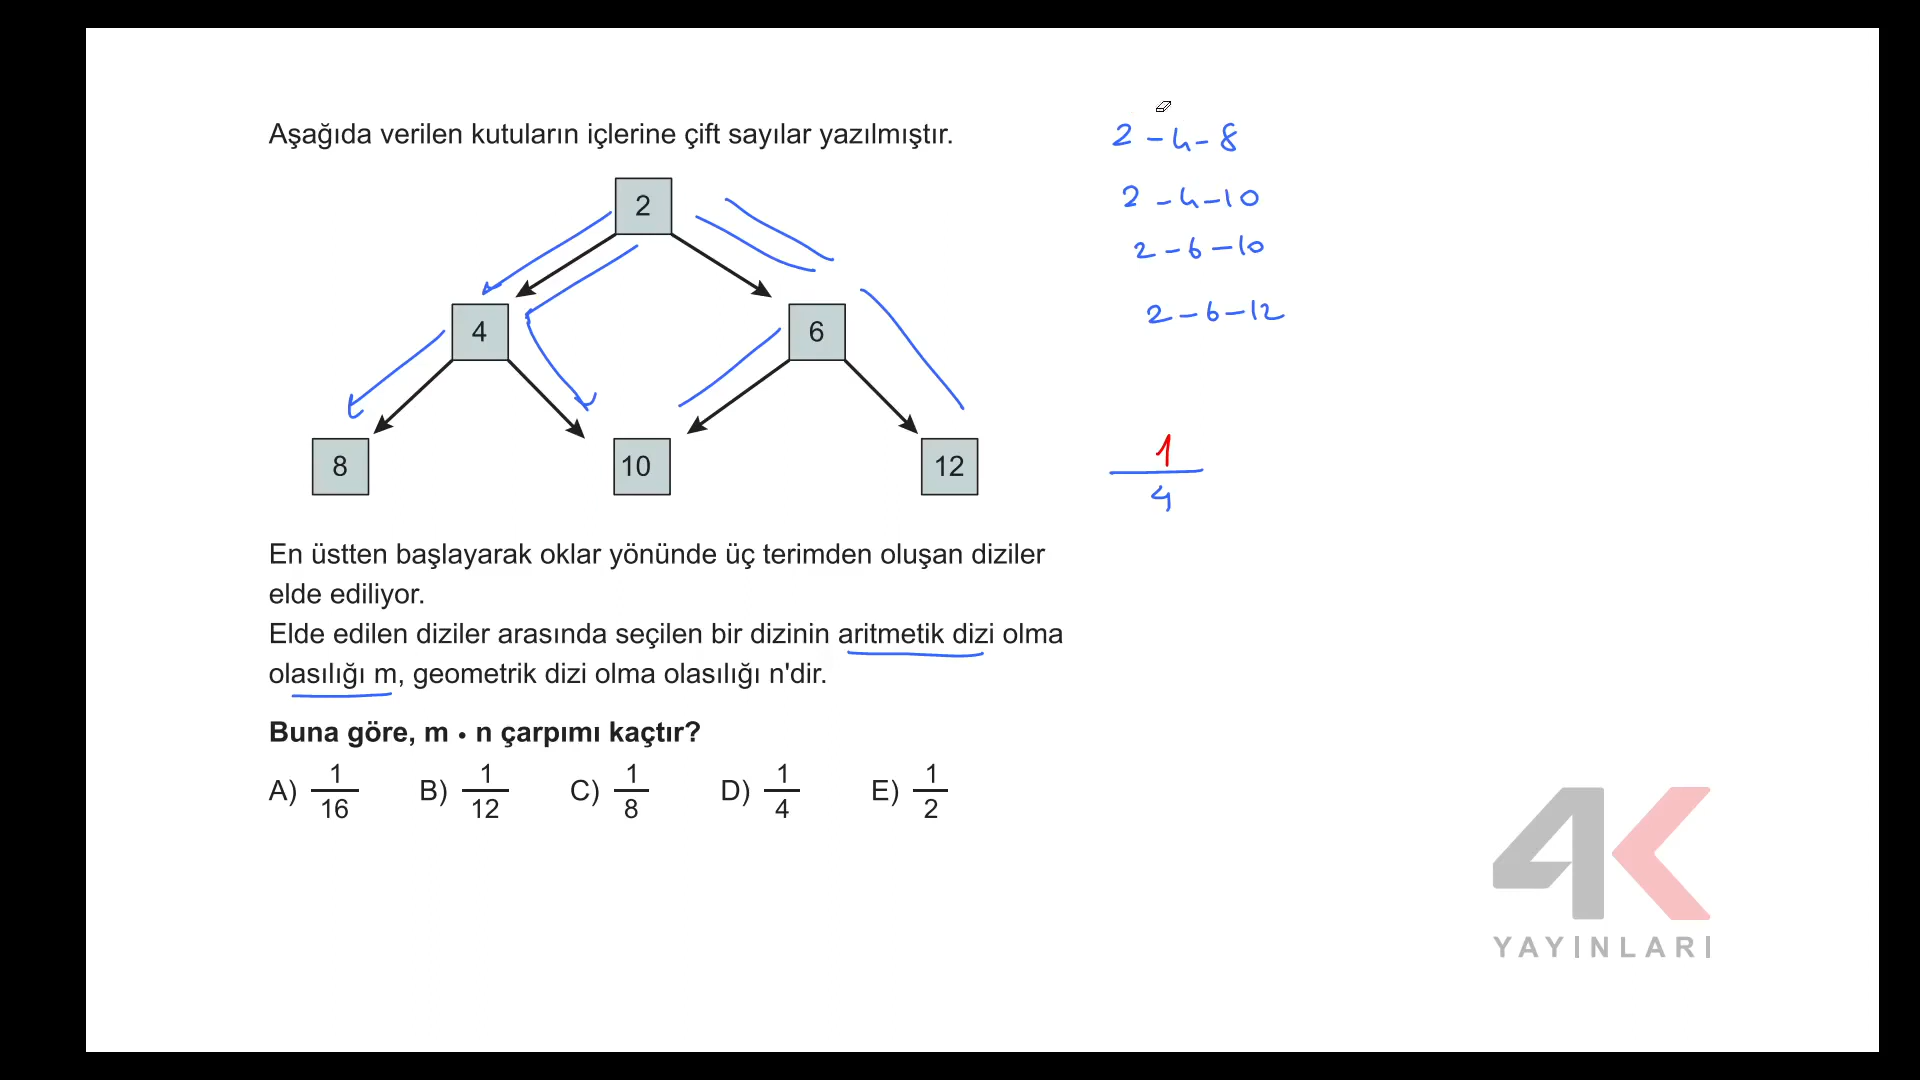 Aşağıda verilen kutuların içlerine çift sayılar yazılmıştır.
2
4
6
8
10
12
En üstten başlayarak oklar yönünde üç terimden oluşan diziler
elde ediliyor.
Elde edilen diziler arasında seçilen bir dizinin aritmetik dizi olma
olasılığı m, geometrik dizi olma olasılığı n'dir.
Buna göre, m • n çarpımı kaçtır?
A) 1/16 B) 1/12 C) 1/8 D) 1/4 E) 1/2
2 - 4 - 8
2 - 4 - 10
2 - 6 - 10
2 - 6 - 12
1
4
4K
YAYINLARI